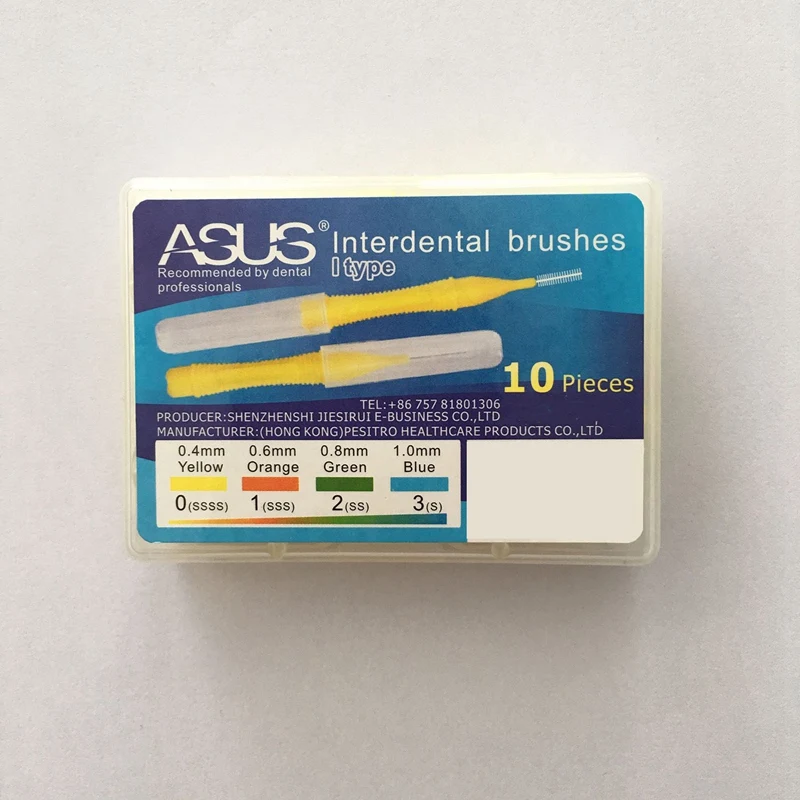 ASUS® Interdental brushes
I type
Recommended by dental
professionals
10 Pieces
TEL:+86 757 81801306
PRODUCER:SHENZHENSHI JIESIRUI E-BUSINESS CO.,LTD
MANUFACTURER:(HONG KONG)PESITRO HEALTHCARE PRODUCTS CO.,LTD
0.4mm 0.6mm 0.8mm 1.0mm
Yellow Orange Green Blue
0(SSSS) 1(SSS) 2(SS) 3(S)